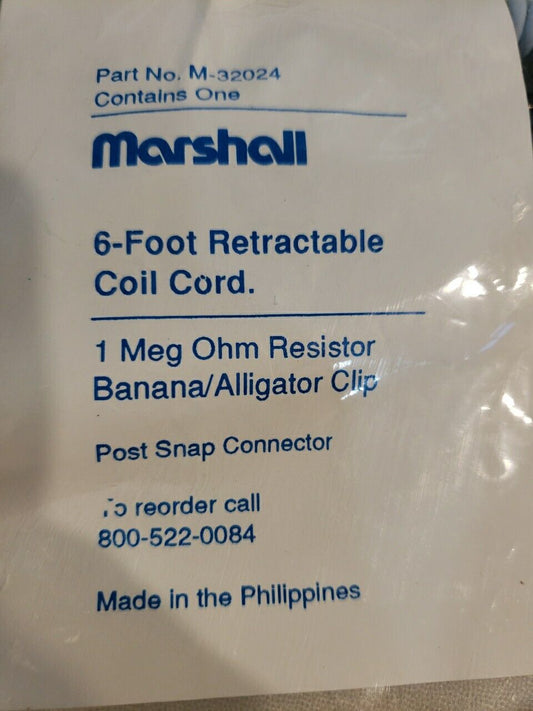 Part No. M-32024
Contains One
Marshall
6-Foot Retractable
Coil Cord.
1 Meg Ohm Resistor
Banana/Alligator Clip
Post Snap Connector
To reorder call
800-522-0084
Made in the Philippines